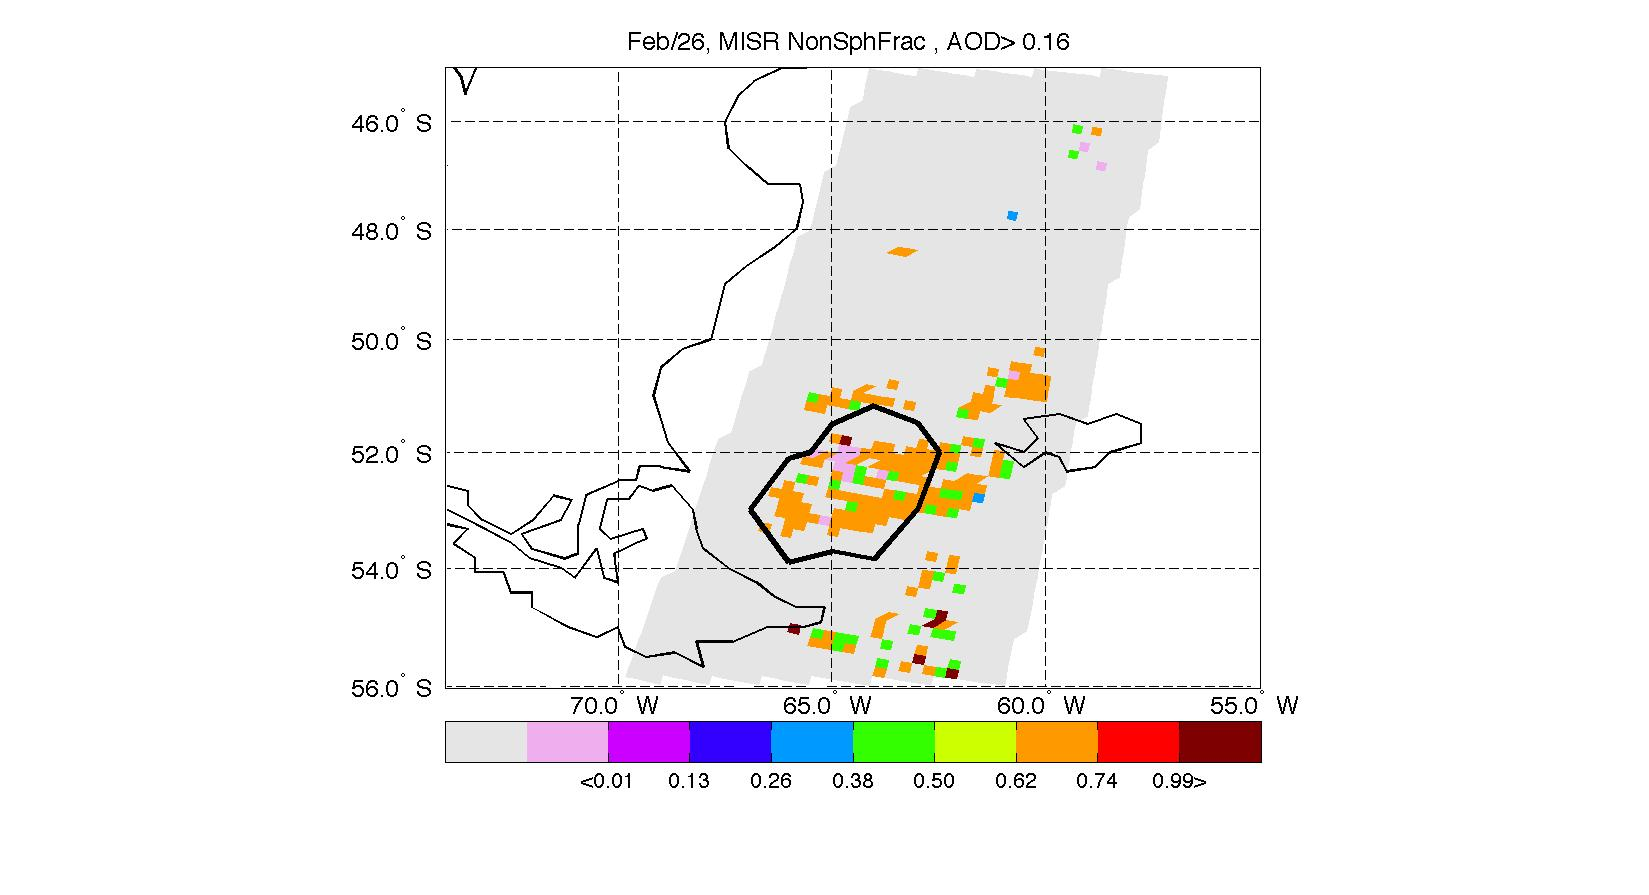 Feb/26, MISR NonSphFrac , AOD> 0.16
46.0° S
48.0° S
50.0° S
52.0° S
54.0° S
56.0° S
70.0° W 65.0° W 60.0° W 55.0° W
<0.01 0.13 0.26 0.38 0.50 0.62 0.74 0.99>